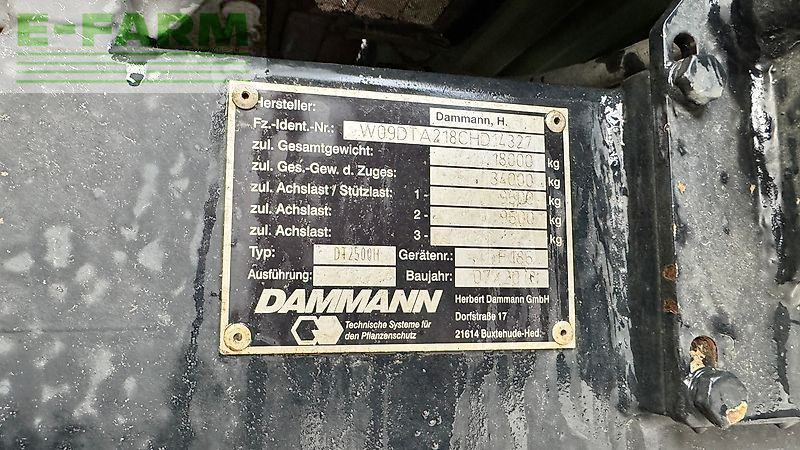 E-FARM
Hersteller: Dammann, H.
Fz.-Ident.-Nr.: W09DTA218CHD14327
zul. Gesamtgewicht: 18000 kg
zul. Ges.-Gew. d. Zuges: 34000 kg
zul. Achslast / Stützlast: 1 - 9500 kg
zul. Achslast: 2 - 9500 kg
zul. Achslast: 3 - kg
Typ: DT2500H Gerätenr.:
Ausführung: Baujahr:
DAMMANN
Herbert Dammann GmbH
Technische Systeme für
den Pflanzenschutz
Dorfstraße 17
21614 Buxtehude-Hed.